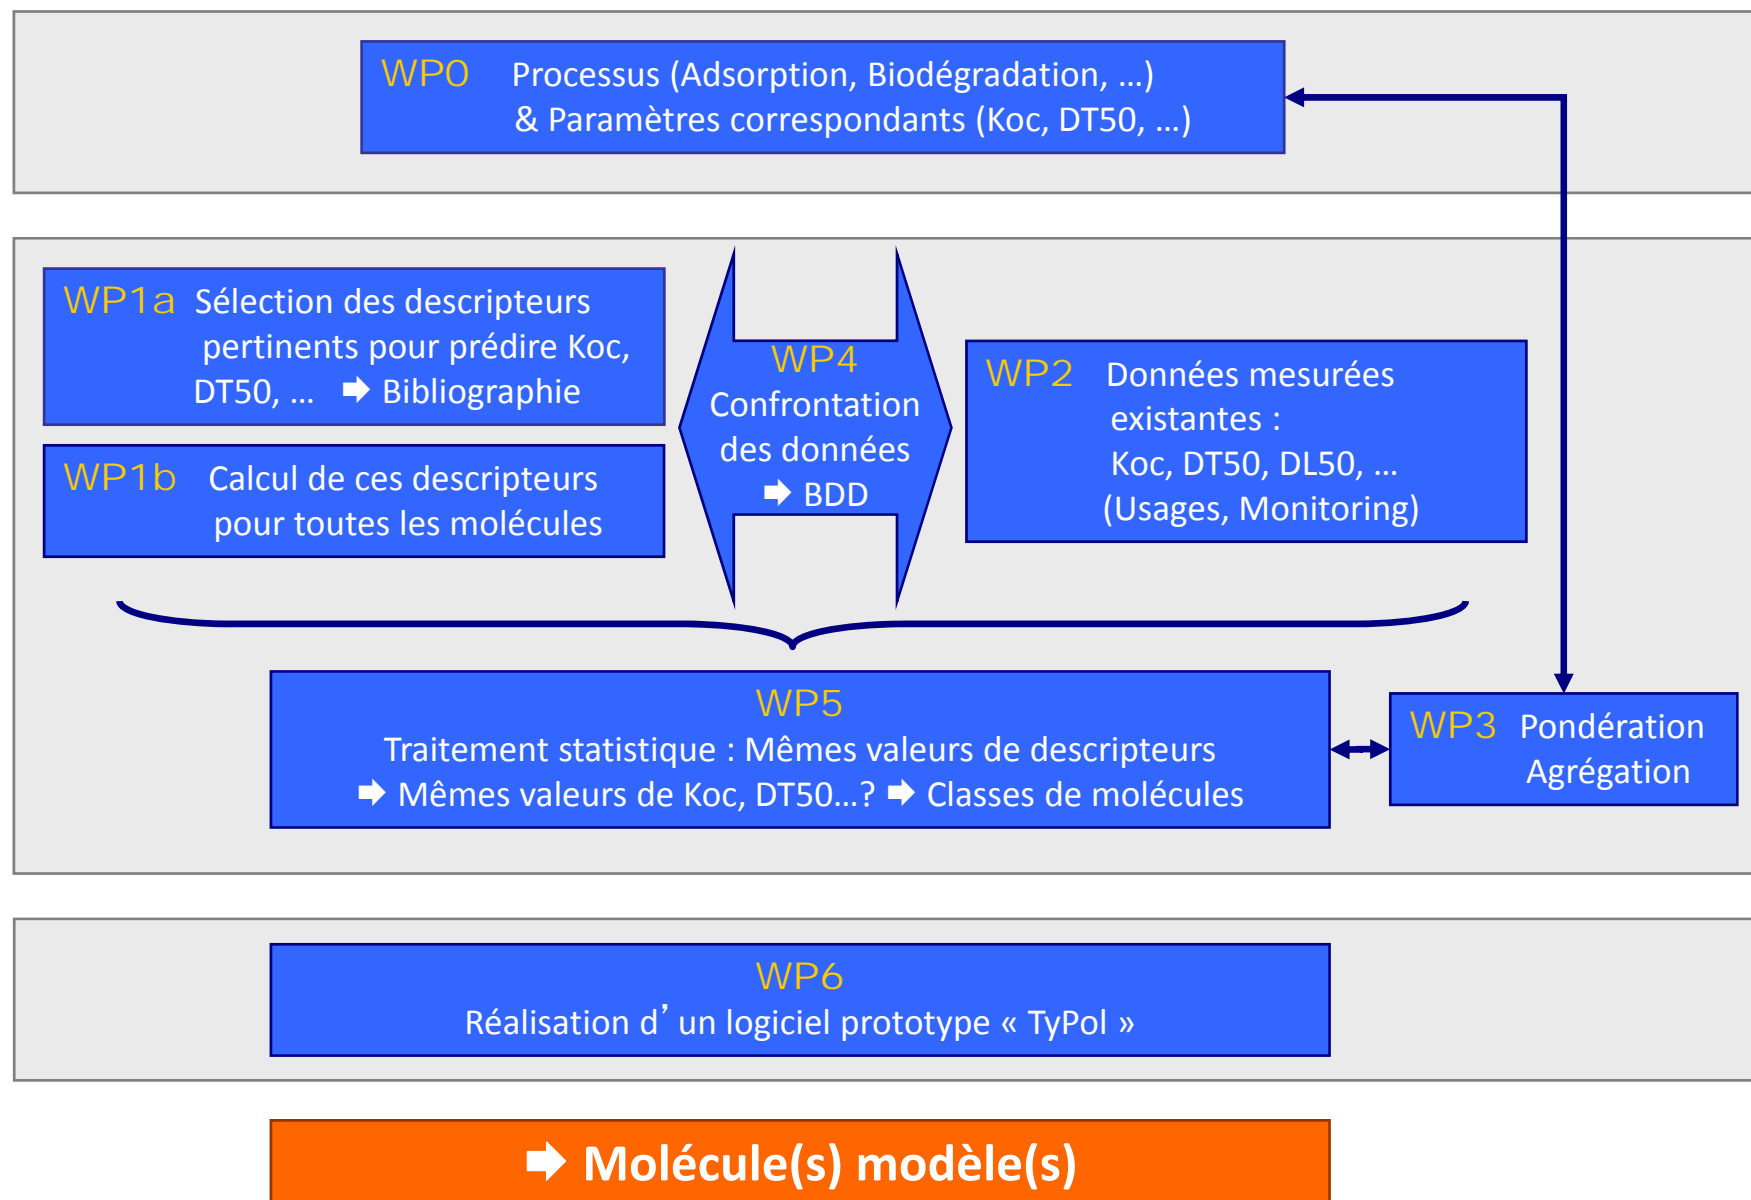 WP0 Processus (Adsorption, Biodégradation, ...)
& Paramètres correspondants (Koc, DT50, ...)
WP1a Sélection des descripteurs
pertinents pour prédire Koc,
DT50, ... ➡ Bibliographie
WP1b Calcul de ces descripteurs
pour toutes les molécules
WP4
Confrontation
des données
➡ BDD
WP2 Données mesurées
existantes :
Koc, DT50, DL50, ...
(Usages, Monitoring)
WP5
Traitement statistique : Mêmes valeurs de descripteurs
➡ Mêmes valeurs de Koc, DT50...? ➡ Classes de molécules
WP3 Pondération
Agrégation
WP6
Réalisation d’un logiciel prototype « TyPol »
➡ Molécule(s) modèle(s)